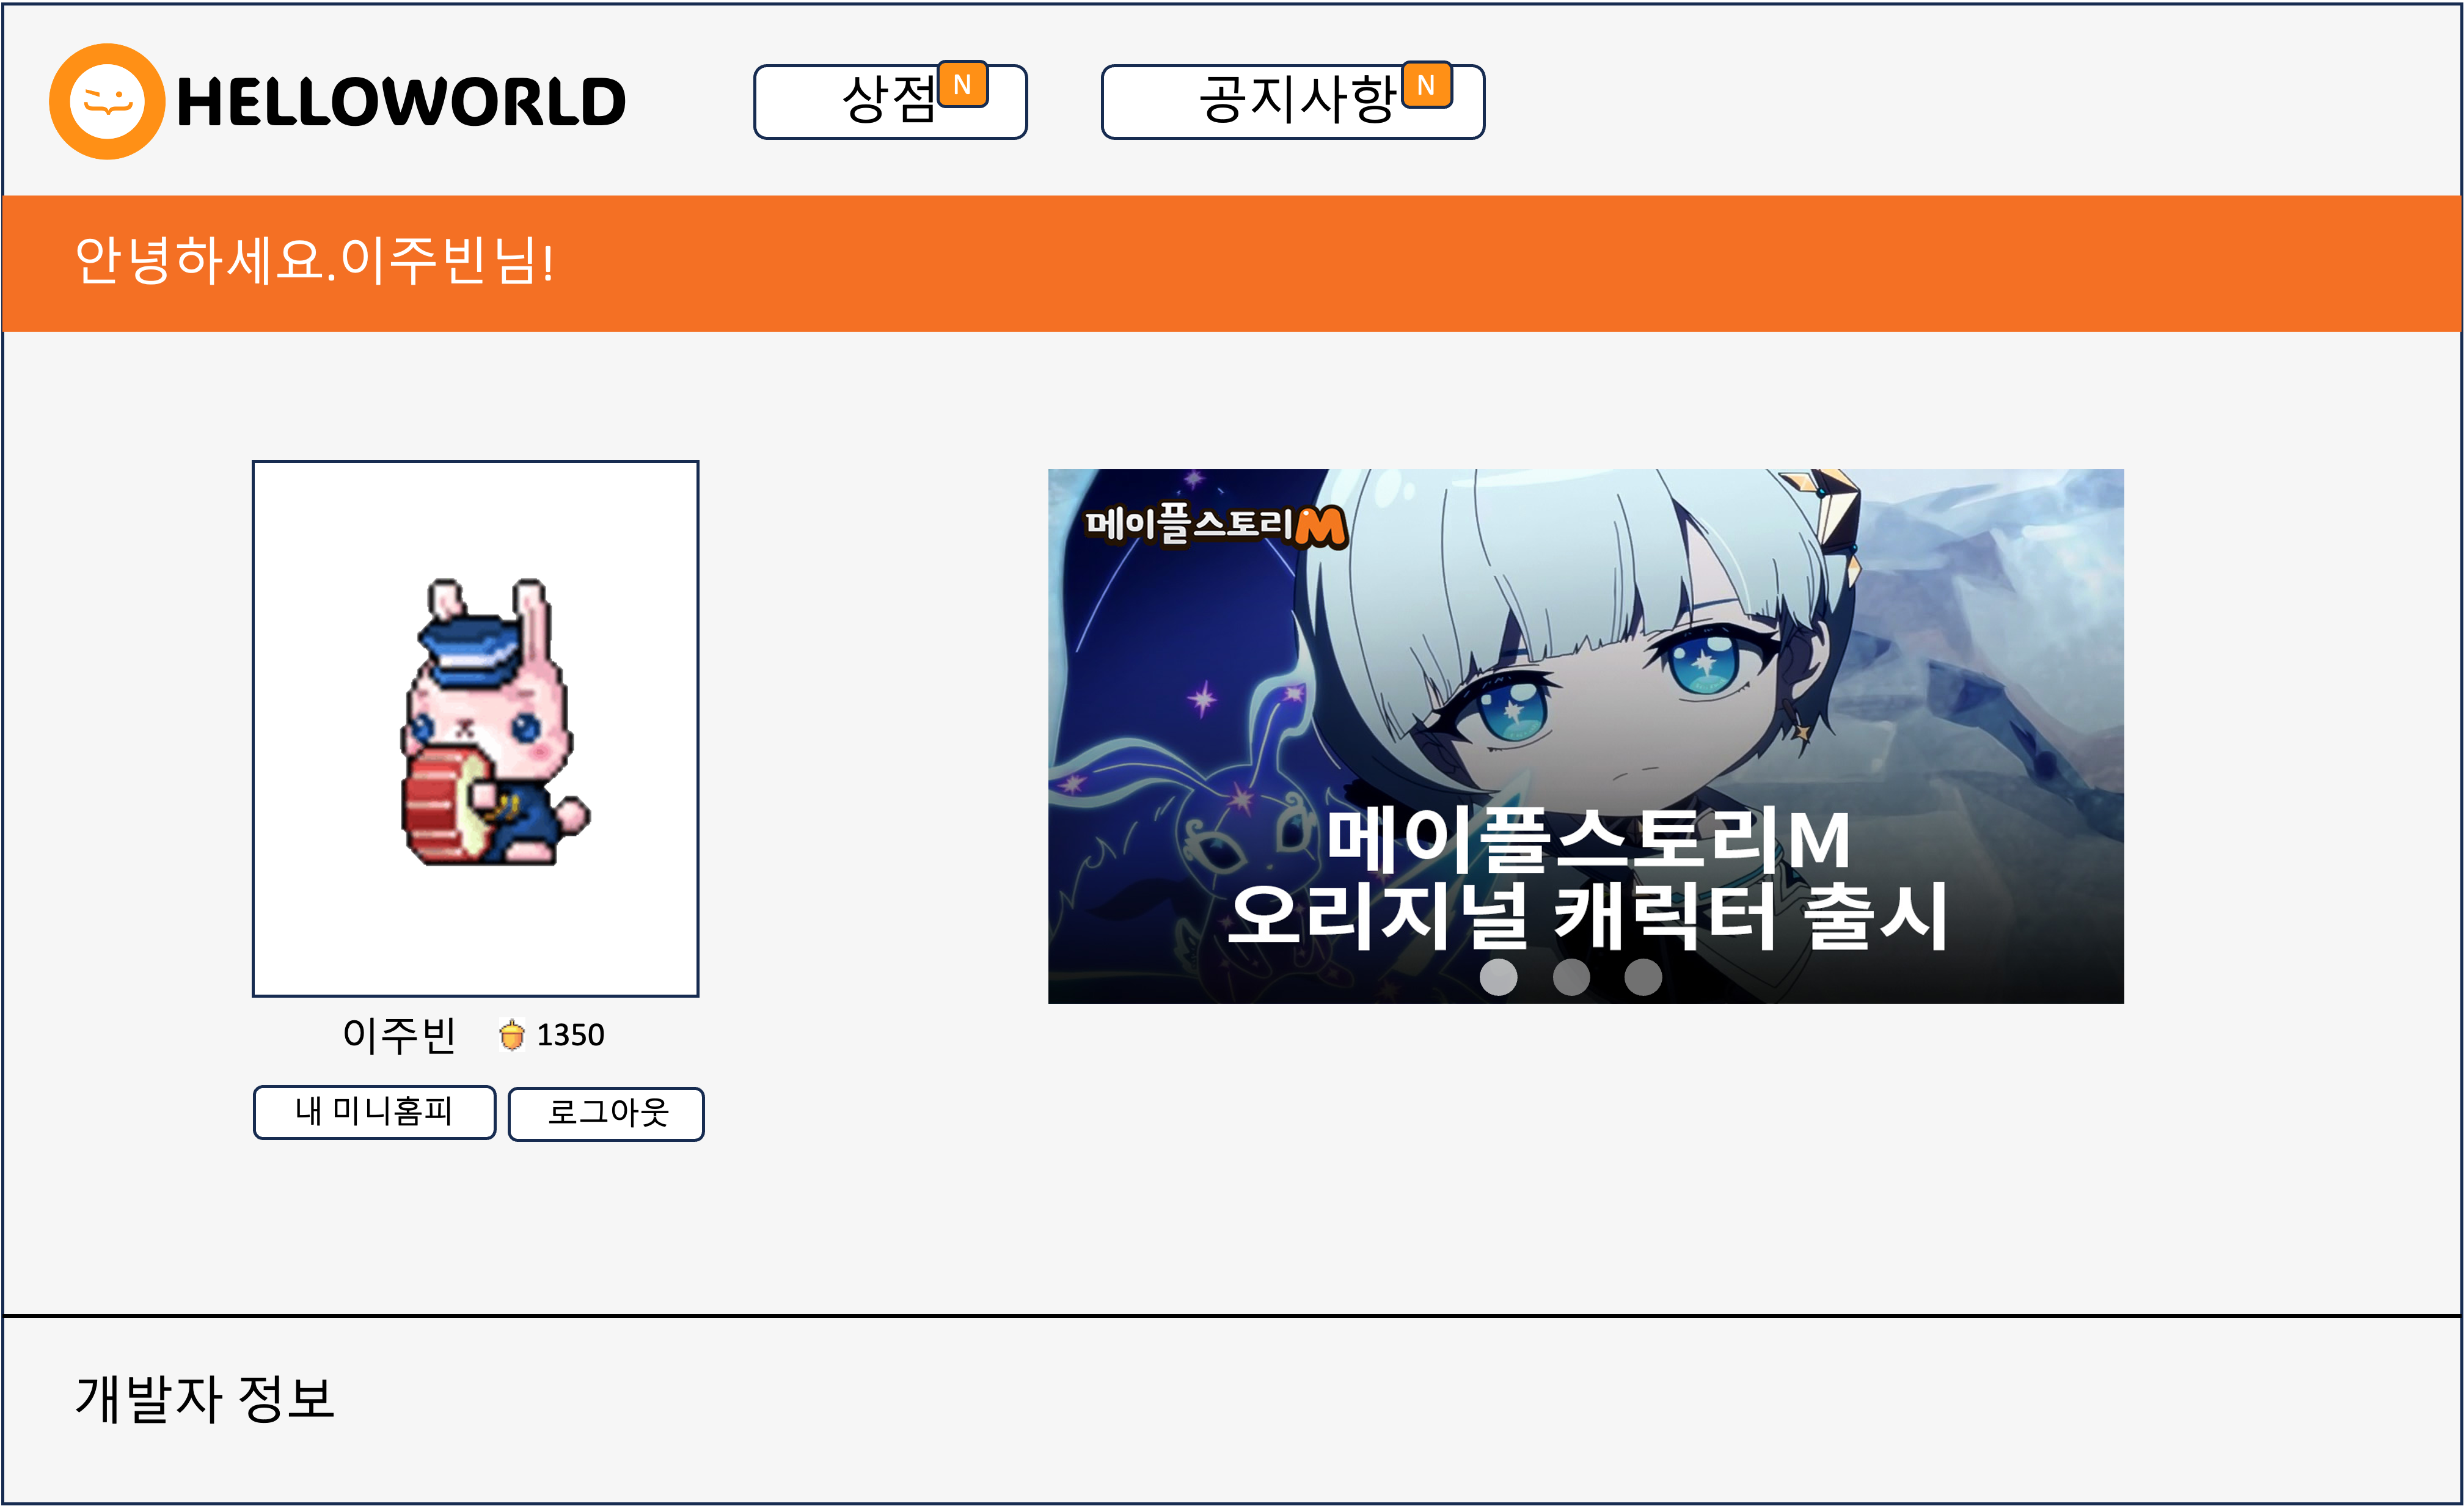 HELLOWORLD
상점 N
공지사항 N
안녕하세요.이주빈님!
메이플스토리M
메이플스토리M
오리지널 캐릭터 출시
이주빈 1350
내 미니홈피
로그아웃
개발자 정보